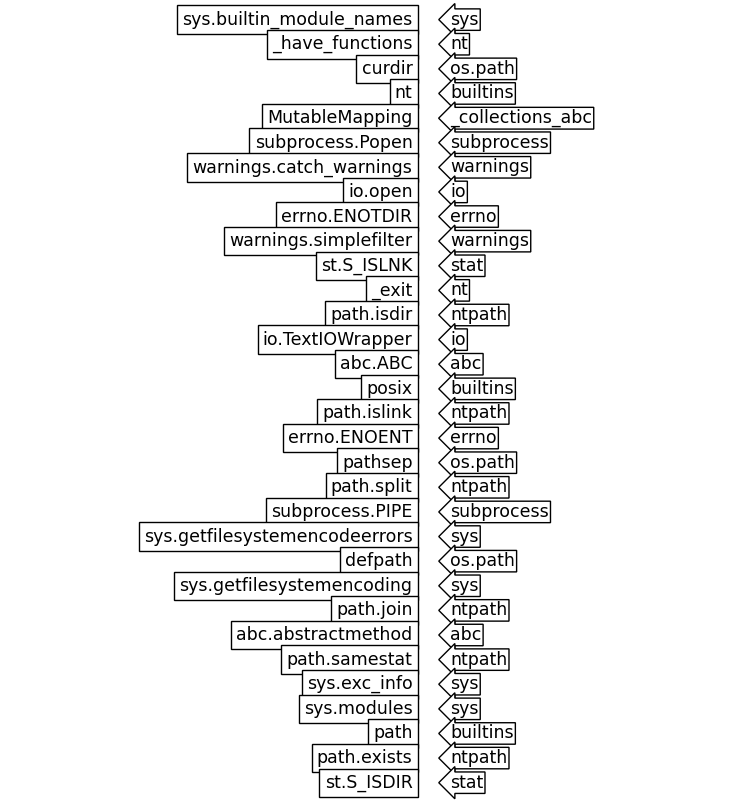 sys.builtin_module_names sys
_have_functions nt
curdir os.path
nt builtins
MutableMapping _collections_abc
subprocess.Popen subprocess
warnings.catch_warnings warnings
io.open io
errno.ENOTDIR errno
warnings.simplefilter warnings
st.S_ISLNK stat
_exit nt
path.isdir ntpath
io.TextIOWrapper io
abc.ABC abc
posix builtins
path.islink ntpath
errno.ENOENT errno
pathsep os.path
path.split ntpath
subprocess.PIPE subprocess
sys.getfilesystemencodeerrors sys
defpath os.path
sys.getfilesystemencoding sys
path.join ntpath
abc.abstractmethod abc
path.samestat ntpath
sys.exc_info sys
sys.modules sys
path builtins
path.exists ntpath
st.S_ISDIR stat